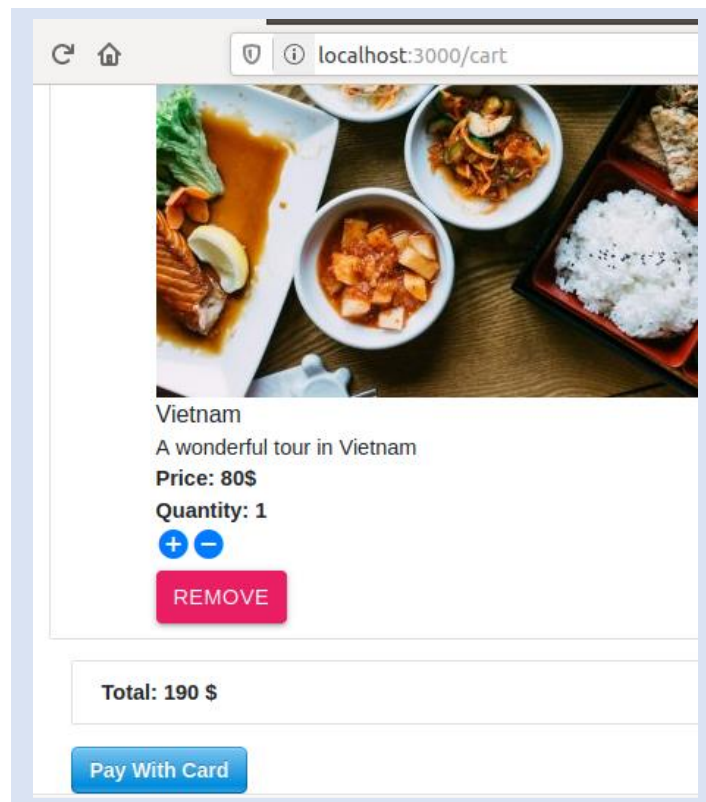 localhost:3000/cart
Vietnam
A wonderful tour in Vietnam
Price: 80$
Quantity: 1
REMOVE
Total: 190 $
Pay With Card